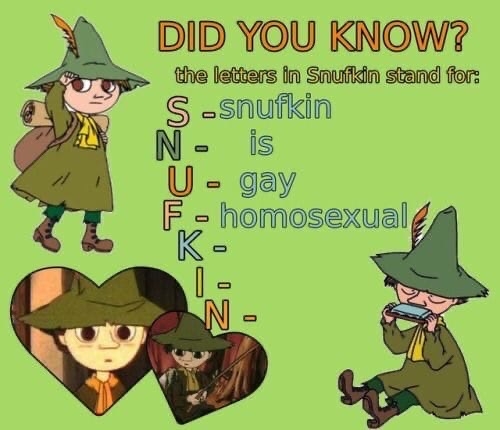 DID YOU KNOW?
the letters in Snufkin stand for:
S - snufkin
N - is
U - gay
F - homosexual
K -
I -
N -